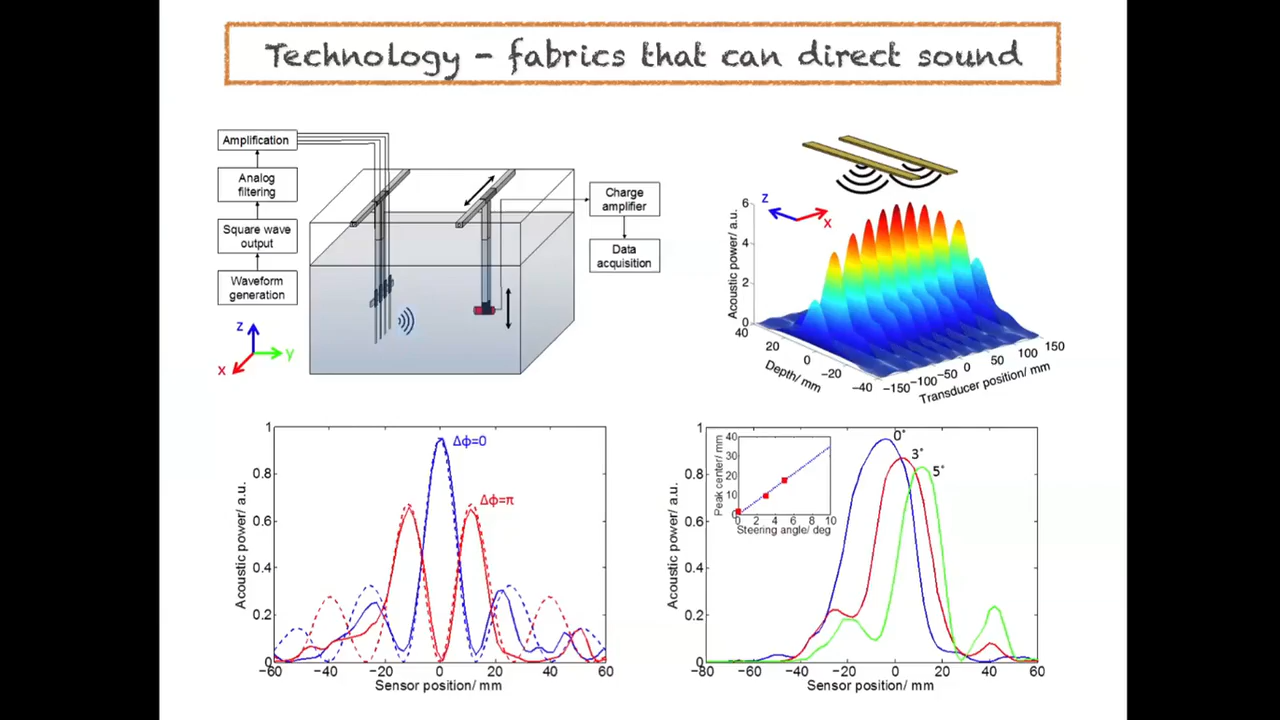 Technology - fabrics that can direct sound
Amplification
Analog
filtering
Square wave
output
Waveform
generation
Charge
amplifier
Data
acquisition
z
y
x
z
x
Acoustic power/ a.u.
6
4
2
0
40
20
0
−20
−40
Depth/ mm
−150
−100
−50
0
50
100
150
Transducer position/ mm
Acoustic power/ a.u.
1
0.8
0.6
0.4
0.2
0
Δϕ=0
Δϕ=π
−60 −40 −20 0 20 40 60
Sensor position/ mm
Acoustic power/ a.u.
1
0.8
0.6
0.4
0.2
0
Peak center/ mm
40
30
20
10
0
0 2 4 6 8 10
Steering angle/ deg
0°
3°
5°
−80 −60 −40 −20 0 20 40 60
Sensor position/ mm